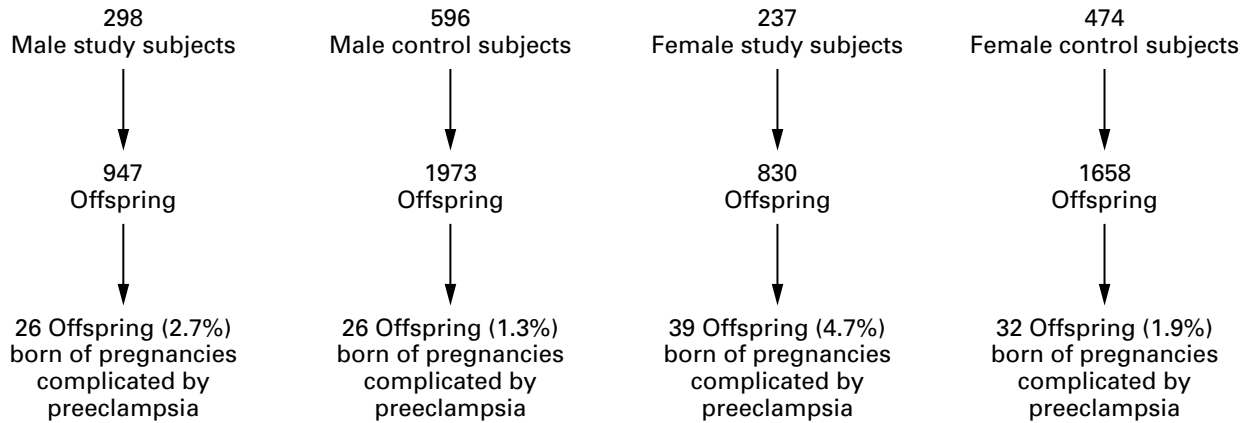 298
Male study subjects
947
Offspring
26 Offspring (2.7%)
born of pregnancies
complicated by
preeclampsia
596
Male control subjects
1973
Offspring
26 Offspring (1.3%)
born of pregnancies
complicated by
preeclampsia
237
Female study subjects
830
Offspring
39 Offspring (4.7%)
born of pregnancies
complicated by
preeclampsia
474
Female control subjects
1658
Offspring
32 Offspring (1.9%)
born of pregnancies
complicated by
preeclampsia